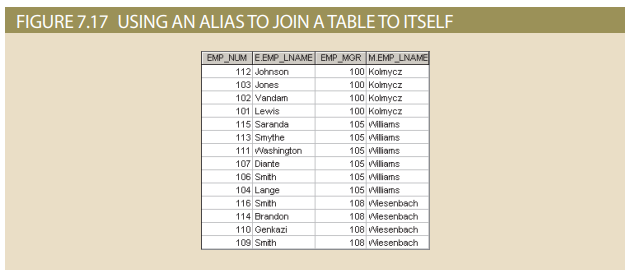 FIGURE 7.17 USING AN ALIAS TO JOIN A TABLE TO ITSELF
EMP_NUM E.EMP_LNAME EMP_MGR M.EMP_LNAME
112 Johnson 100 Kolmycz
103 Jones 100 Kolmycz
102 Vandam 100 Kolmycz
101 Lewis 100 Kolmycz
115 Saranda 105 Williams
113 Smythe 105 Williams
111 Washington 105 Williams
107 Diante 105 Williams
106 Smith 105 Williams
104 Lange 105 Williams
116 Smith 108 Wiesenbach
114 Brandon 108 Wiesenbach
110 Genkazi 108 Wiesenbach
109 Smith 108 Wiesenbach